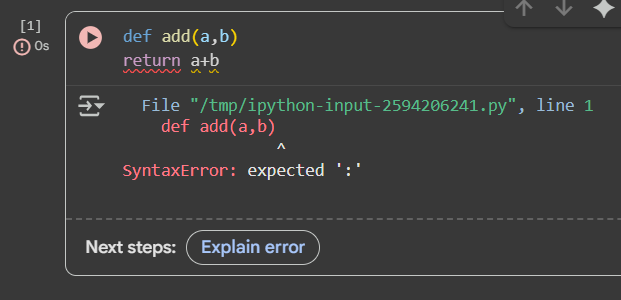 [1]
0s
def add(a,b)
return a+b
File "/tmp/ipython-input-2594206241.py", line 1
def add(a,b)
^
SyntaxError: expected ':'
Next steps: Explain error